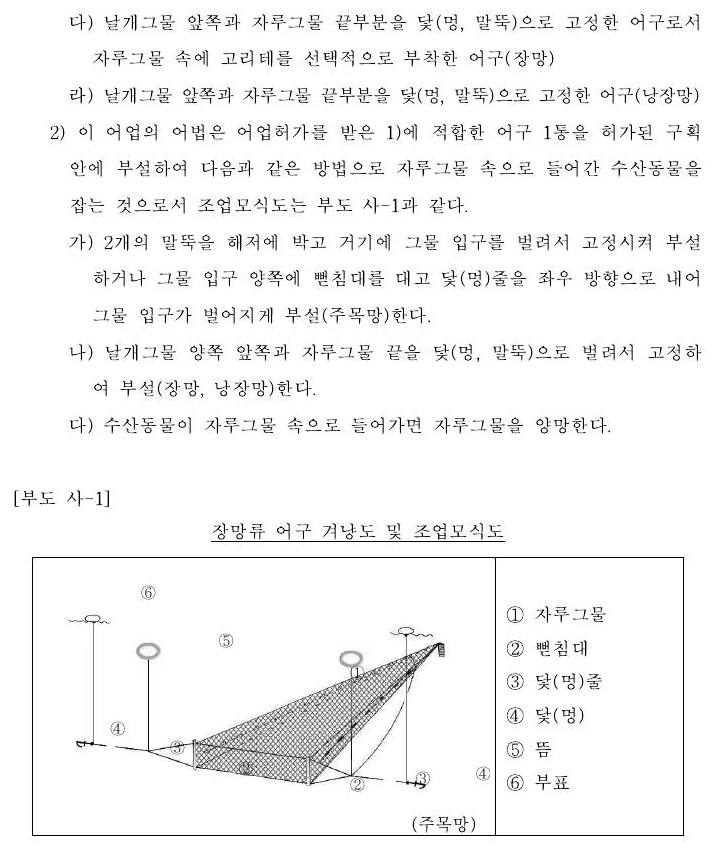 다) 날개그물 앞쪽과 자루그물 끝부분을 닻(멍, 말뚝)으로 고정한 어구로서
자루그물 속에 고리테를 선택적으로 부착한 어구(장망)
라) 날개그물 앞쪽과 자루그물 끝부분을 닻(멍, 말뚝)으로 고정한 어구(낭장망)
2) 이 어업의 어법은 어업허가를 받은 1)에 적합한 어구 1통을 허가된 구획
안에 부설하여 다음과 같은 방법으로 자루그물 속으로 들어간 수산동물을
잡는 것으로서 조업모식도는 부도 사-1과 같다.
가) 2개의 말뚝을 해저에 박고 거기에 그물 입구를 벌려서 고정시켜 부설
하거나 그물 입구 양쪽에 뻗침대를 대고 닻(멍)줄을 좌우 방향으로 내어
그물 입구가 벌어지게 부설(주목망)한다.
나) 날개그물 양쪽 앞쪽과 자루그물 끝을 닻(멍, 말뚝)으로 벌려서 고정하
여 부설(장망, 낭장망)한다.
다) 수산동물이 자루그물 속으로 들어가면 자루그물을 양망한다.
[부도 사-1]
장망류 어구 겨냥도 및 조업모식도
⑥
⑤
①
④
③
②
②
③
④
(주목망)
① 자루그물
② 뻗침대
③ 닻(멍)줄
④ 닻(멍)
⑤ 뜸
⑥ 부표